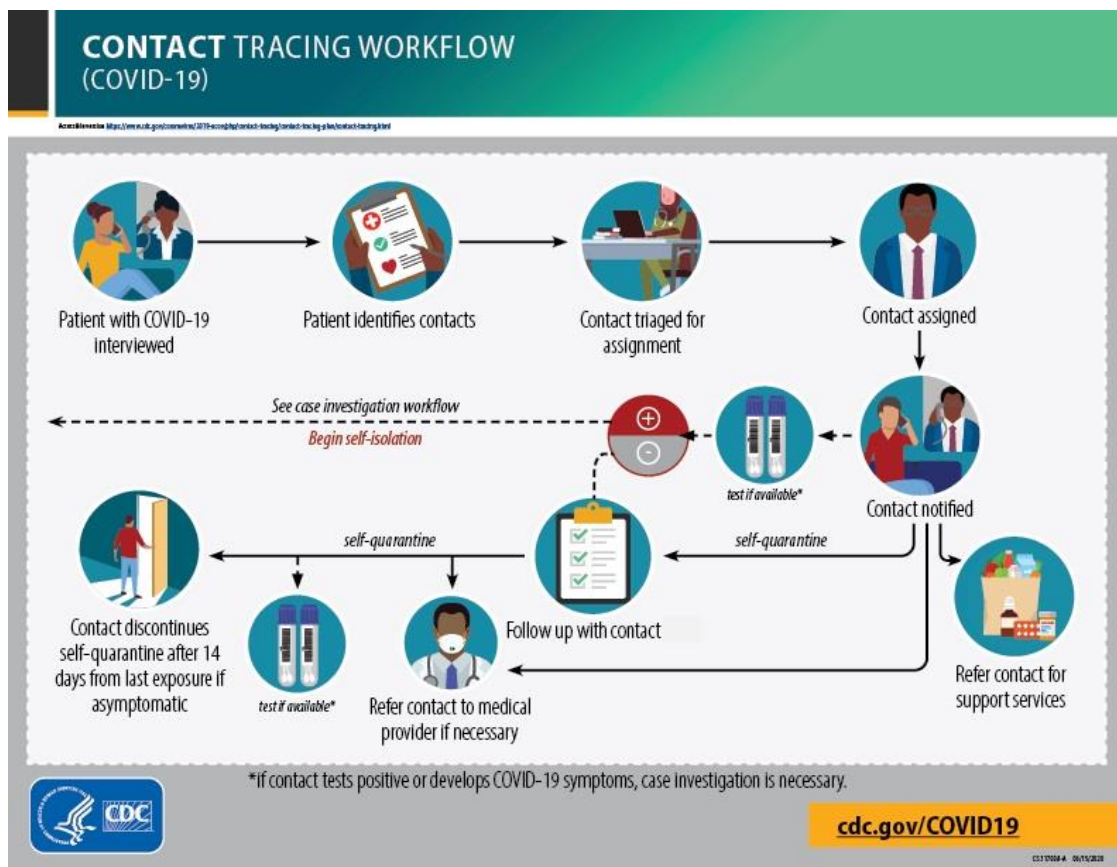 CONTACT TRACING WORKFLOW
(COVID-19)
Patient with COVID-19
interviewed
Patient identifies contacts
Contact triaged for
assignment
Contact assigned
See case investigation workflow
Begin self-isolation
+
-
test if available*
Contact notified
self-quarantine
self-quarantine
Contact discontinues
self-quarantine after 14
days from last exposure if
asymptomatic
test if available*
Refer contact to medical
provider if necessary
Follow up with contact
Refer contact for
support services
*if contact tests positive or develops COVID-19 symptoms, case investigation is necessary.
CDC
cdc.gov/COVID19